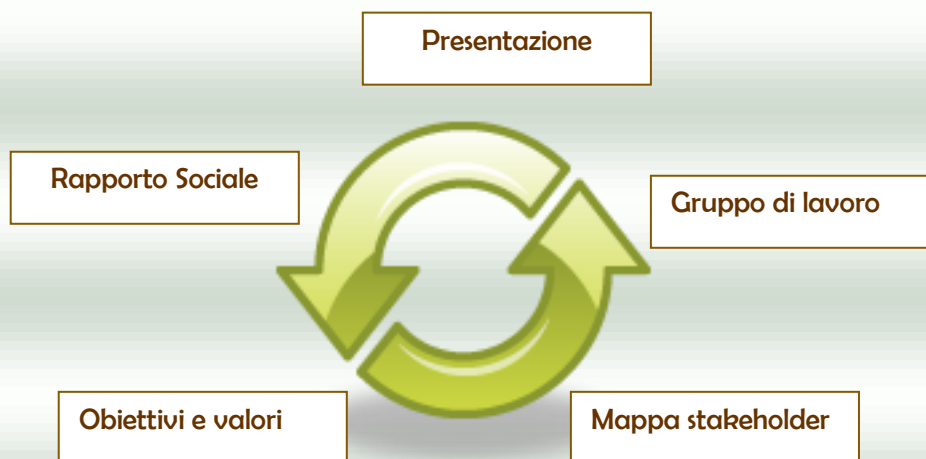 Presentazione
Rapporto Sociale
Gruppo di lavoro
Obiettivi e valori
Mappa stakeholder